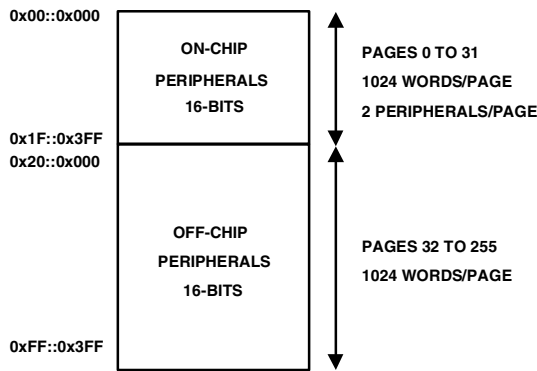 0x00::0x000
ON-CHIP
PERIPHERALS
16-BITS
PAGES 0 TO 31
1024 WORDS/PAGE
2 PERIPHERALS/PAGE
0x1F::0x3FF
0x20::0x000
OFF-CHIP
PERIPHERALS
16-BITS
PAGES 32 TO 255
1024 WORDS/PAGE
0xFF::0x3FF